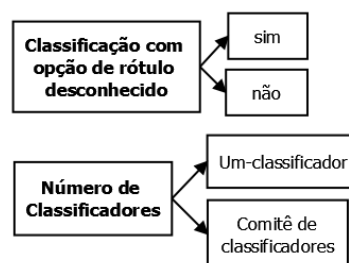 Classificação com
opção de rótulo
desconhecido
sim
não
Número de
Classificadores
Um-classificador
Comitê de
classificadores